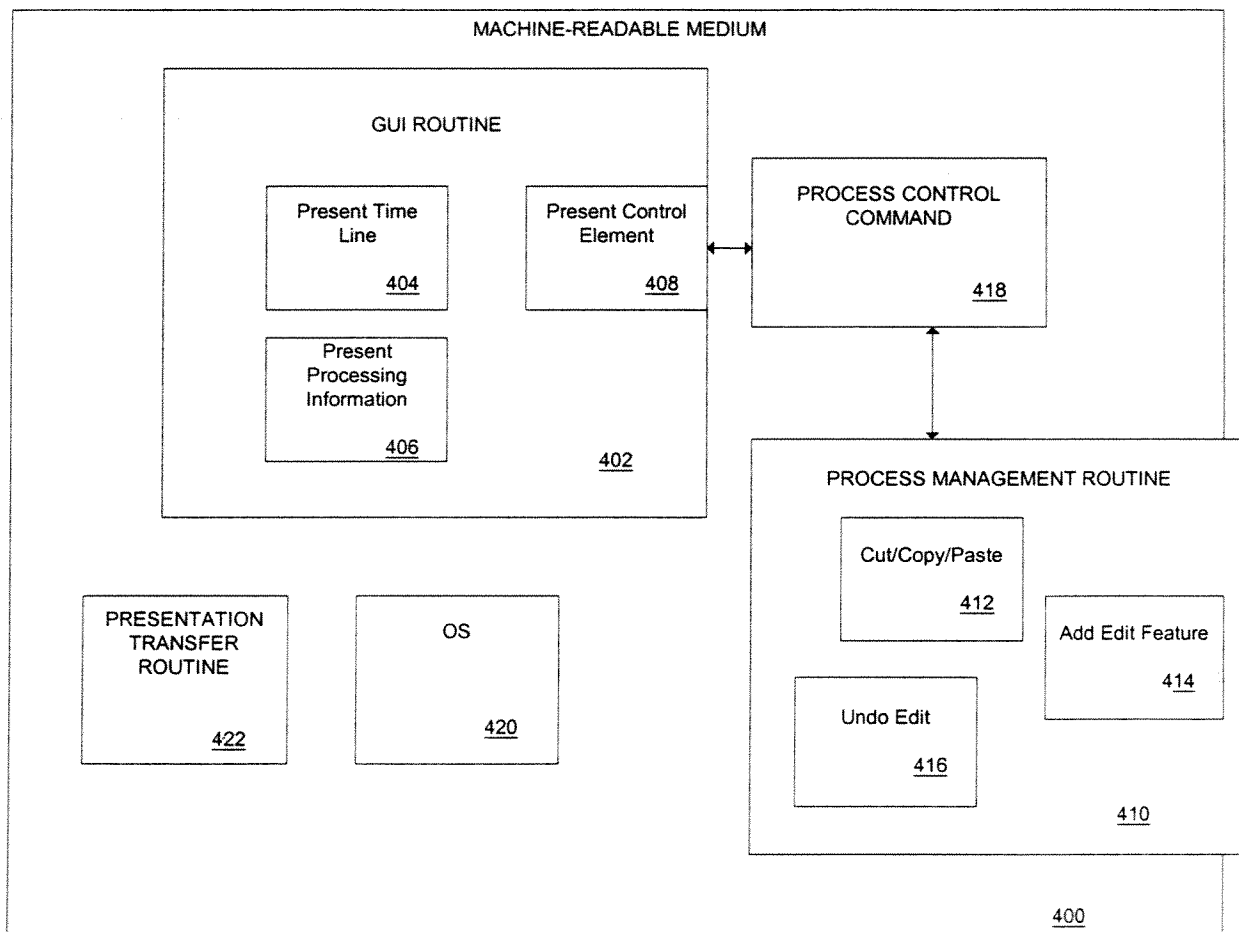 MACHINE-READABLE MEDIUM
GUI ROUTINE
Present Time
Line
404
Present Control
Element
408
Present
Processing
Information
406
402
PROCESS CONTROL
COMMAND
418
PROCESS MANAGEMENT ROUTINE
Cut/Copy/Paste
412
Add Edit Feature
414
Undo Edit
416
410
PRESENTATION
TRANSFER
ROUTINE
422
OS
420
400